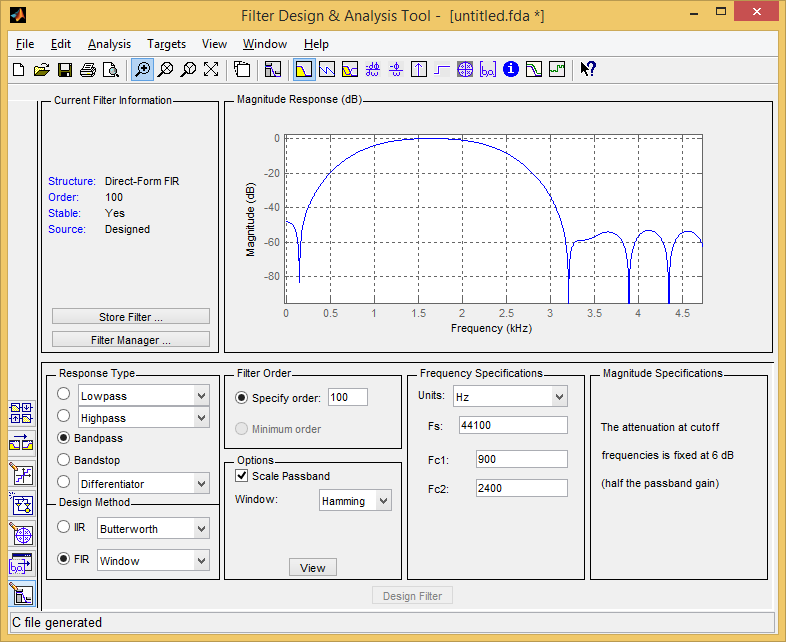 Filter Design & Analysis Tool - [untitled.fda *]
File Edit Analysis Targets View Window Help
Current Filter Information
Structure: Direct-Form FIR
Order: 100
Stable: Yes
Source: Designed
Store Filter ...
Filter Manager ...
Magnitude Response (dB)
Magnitude (dB)
0
-20
-40
-60
-80
0 0.5 1 1.5 2 2.5 3 3.5 4 4.5
Frequency (kHz)
Response Type
Lowpass
Highpass
Bandpass
Bandstop
Differentiator
Design Method
IIR Butterworth
FIR Window
Filter Order
Specify order: 100
Minimum order
Options
Scale Passband
Window: Hamming
View
Frequency Specifications
Units: Hz
Fs: 44100
Fc1: 900
Fc2: 2400
Magnitude Specifications
The attenuation at cutoff
frequencies is fixed at 6 dB
(half the passband gain)
Design Filter
C file generated